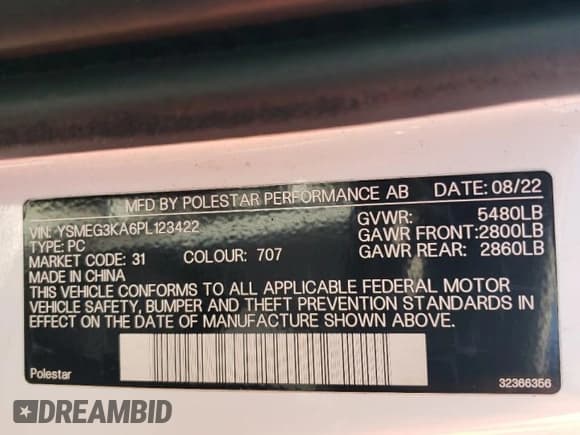 MFD BY POLESTAR PERFORMANCE AB DATE: 08/22
VIN: YSMEG3KA6PL123422 GVWR: 5480LB
TYPE: PC GAWR FRONT:2800LB
MARKET CODE: 31 COLOUR: 707 GAWR REAR: 2860LB
MADE IN CHINA
THIS VEHICLE CONFORMS TO ALL APPLICABLE FEDERAL MOTOR
VEHICLE SAFETY, BUMPER AND THEFT PREVENTION STANDARDS IN
EFFECT ON THE DATE OF MANUFACTURE SHOWN ABOVE.
Polestar 32366356
DREAMBID